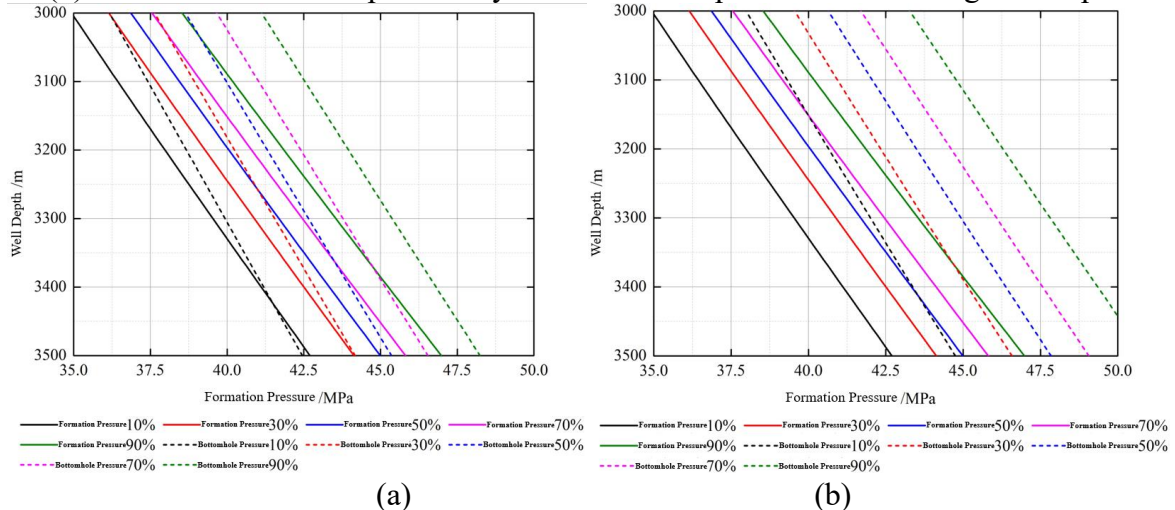 3000
3100
3200
3300
3400
3500
Well Depth /m
35.0 37.5 40.0 42.5 45.0 47.5 50.0
Formation Pressure /MPa
Formation Pressure10% Formation Pressure30% Formation Pressure50% Formation Pressure70%
Formation Pressure90% Bottomhole Pressure10% Bottomhole Pressure30% Bottomhole Pressure50%
Bottomhole Pressure70% Bottomhole Pressure90%
(a)
3000
3100
3200
3300
3400
3500
Well Depth /m
35.0 37.5 40.0 42.5 45.0 47.5 50.0
Formation Pressure /MPa
Formation Pressure10% Formation Pressure30% Formation Pressure50% Formation Pressure70%
Formation Pressure90% Bottomhole Pressure10% Bottomhole Pressure30% Bottomhole Pressure50%
Bottomhole Pressure70% Bottomhole Pressure90%
(b)